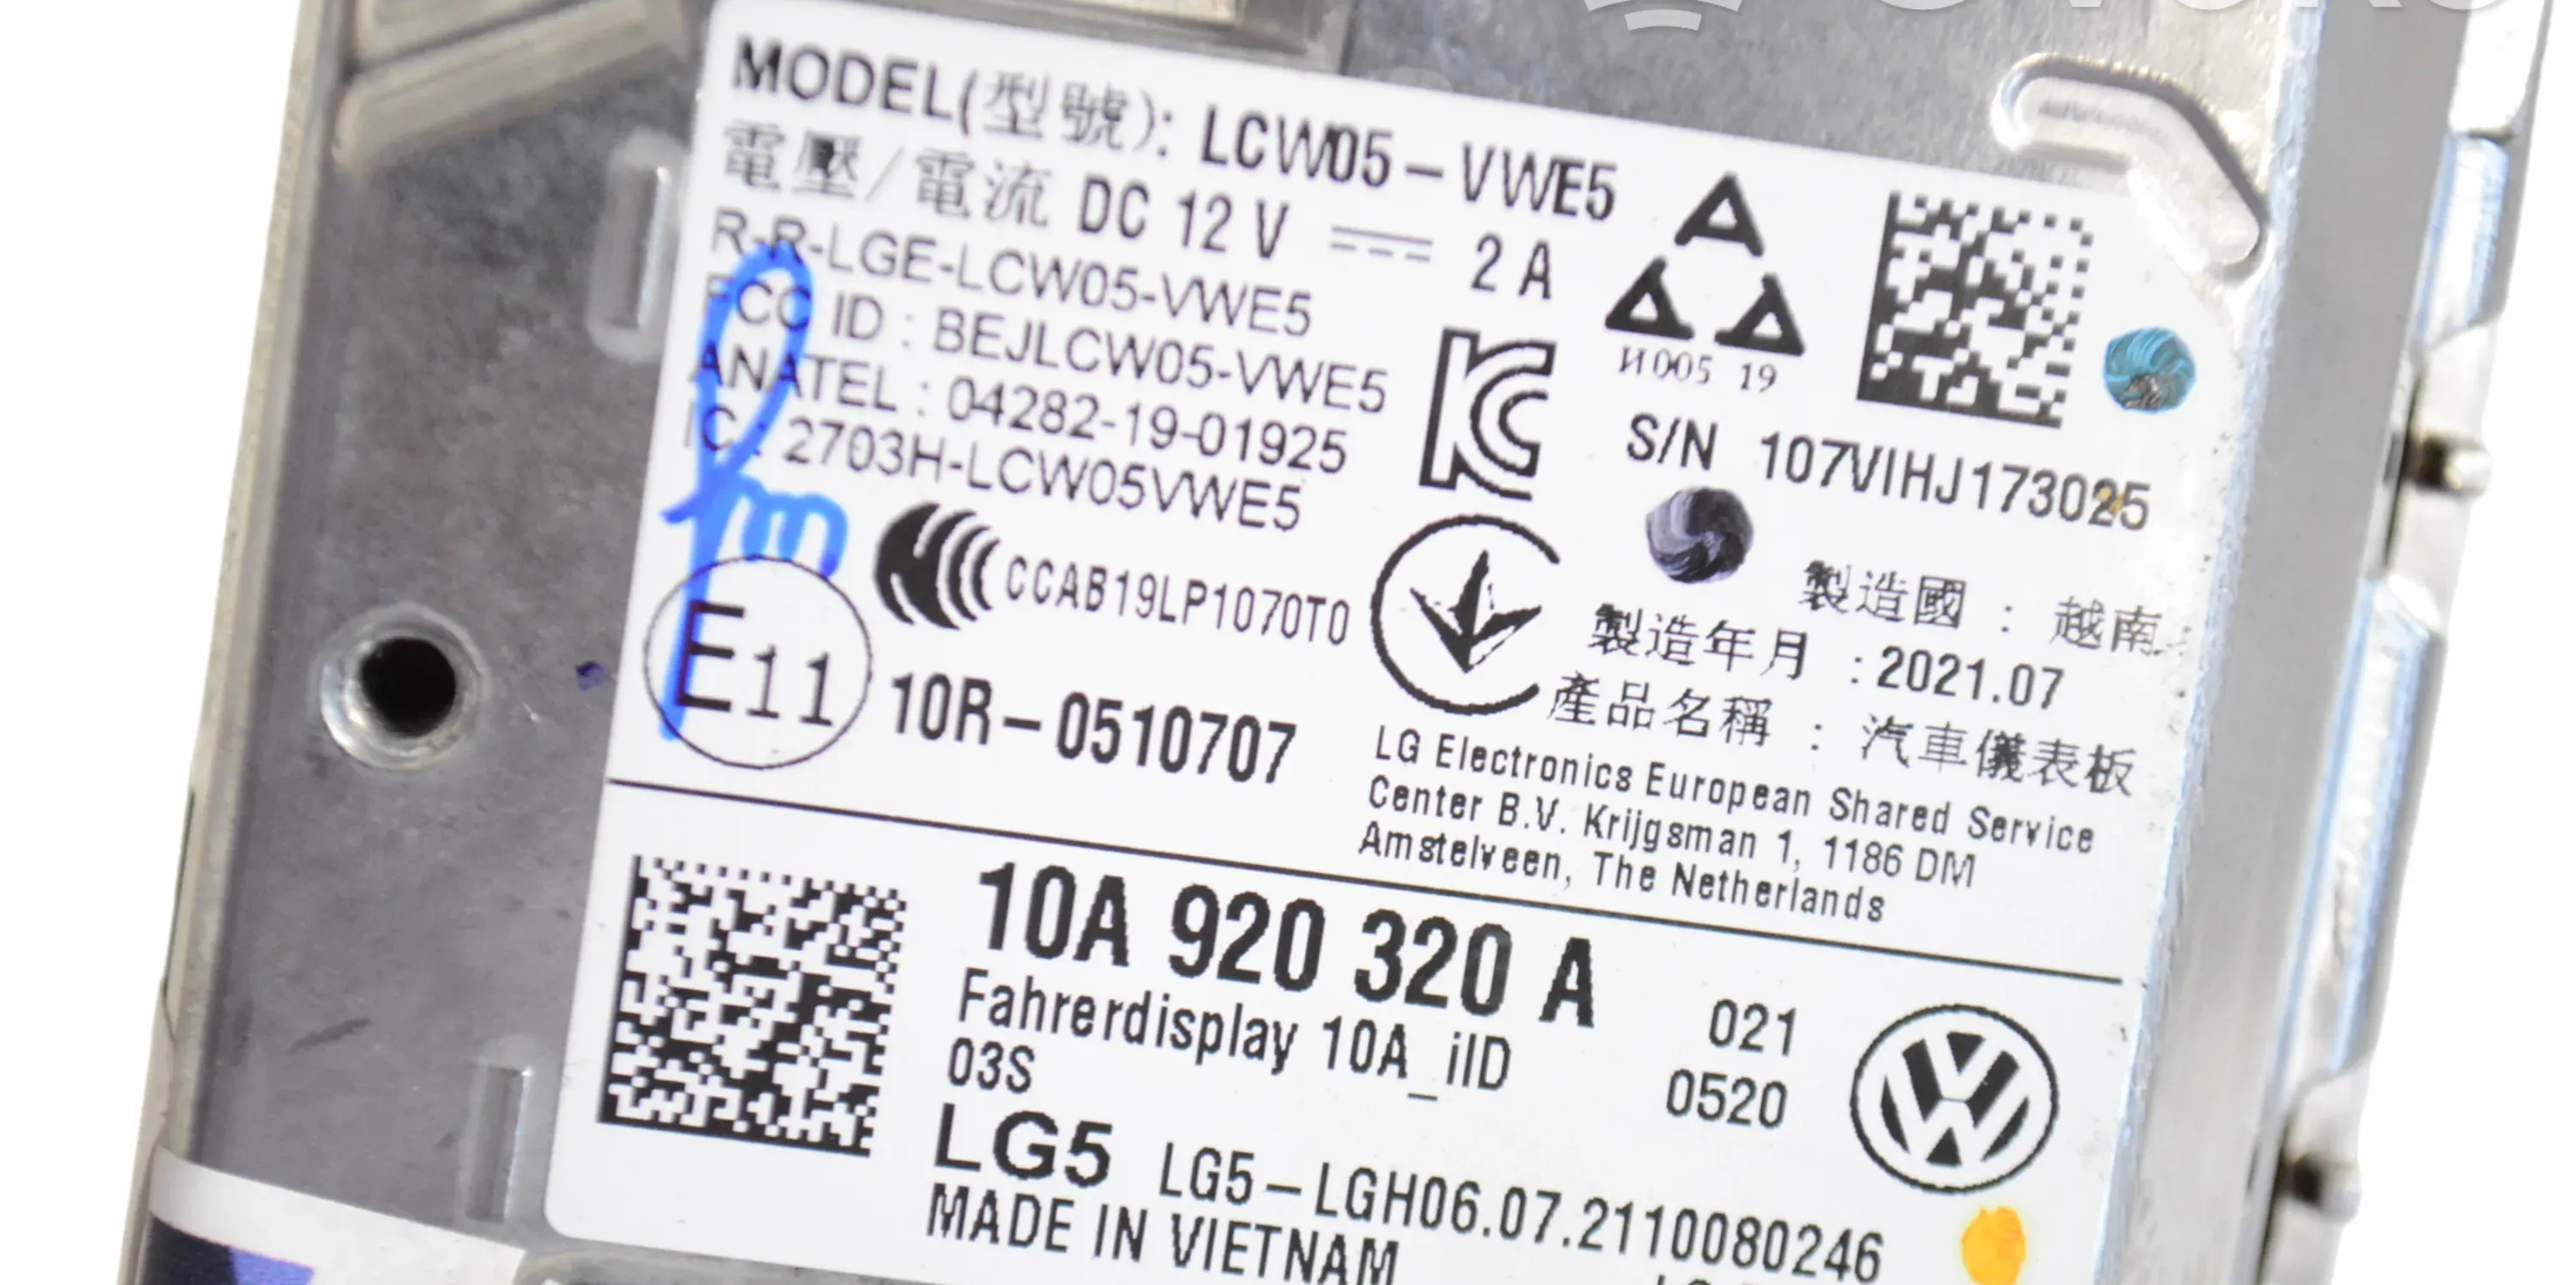 MODEL(型號): LCW05-VWE5
電壓/電流 DC 12 V ⎓ 2 A
R-R-LGE-LCW05-VWE5
FCC ID : BEJLCW05-VWE5
ANATEL : 04282-19-01925
IC : 2703H-LCW05VWE5
И005 19
S/N 107VIHJ173025
CCAB19LP1070T0
E11
10R-0510707
製造國 : 越南
製造年月 : 2021.07
產品名稱 : 汽車儀表板
LG Electronics European Shared Service
Center B.V. Krijgsman 1, 1186 DM
Amstelveen, The Netherlands
10A 920 320 A
Fahrerdisplay 10A_iID
03S
021
0520
LG5 LG5-LGH06.07.2110080246
MADE IN VIETNAM